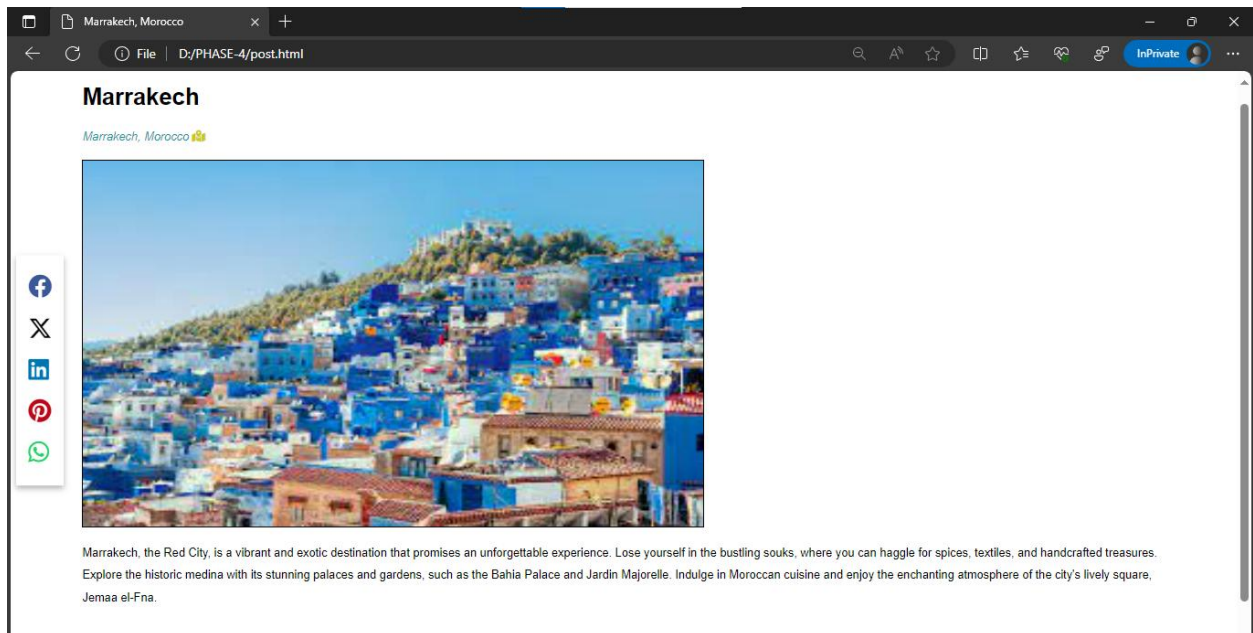 Marrakech, Morocco
File
D:/PHASE-4/post.html
InPrivate
Marrakech
Marrakech, Morocco
in
Marrakech, the Red City, is a vibrant and exotic destination that promises an unforgettable experience. Lose yourself in the bustling souks, where you can haggle for spices, textiles, and handcrafted treasures.
Explore the historic medina with its stunning palaces and gardens, such as the Bahia Palace and Jardin Majorelle. Indulge in Moroccan cuisine and enjoy the enchanting atmosphere of the city's lively square,
Jemaa el-Fna.